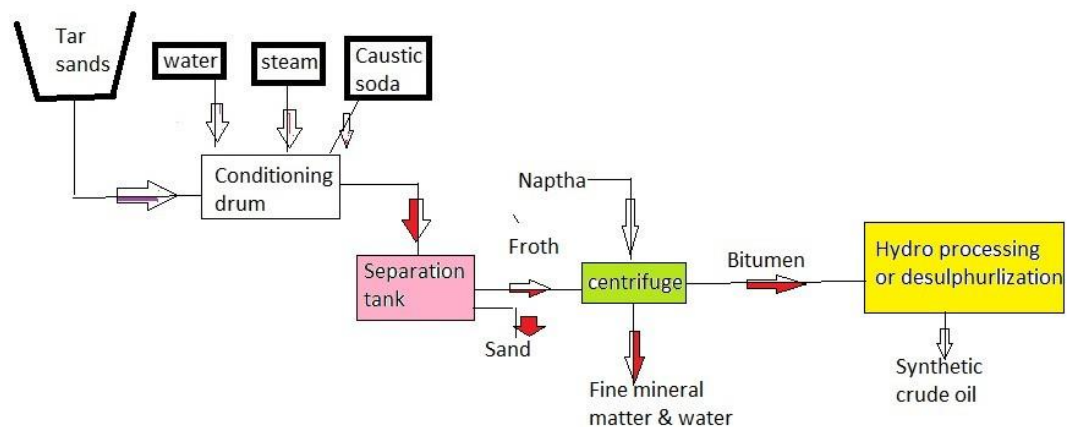 Tar
sands
water
steam
Caustic
soda
Conditioning
drum
Naptha
Froth
Separation
tank
Sand
centrifuge
Fine mineral
matter & water
Bitumen
Hydro processing
or desulphurlization
Synthetic
crude oil